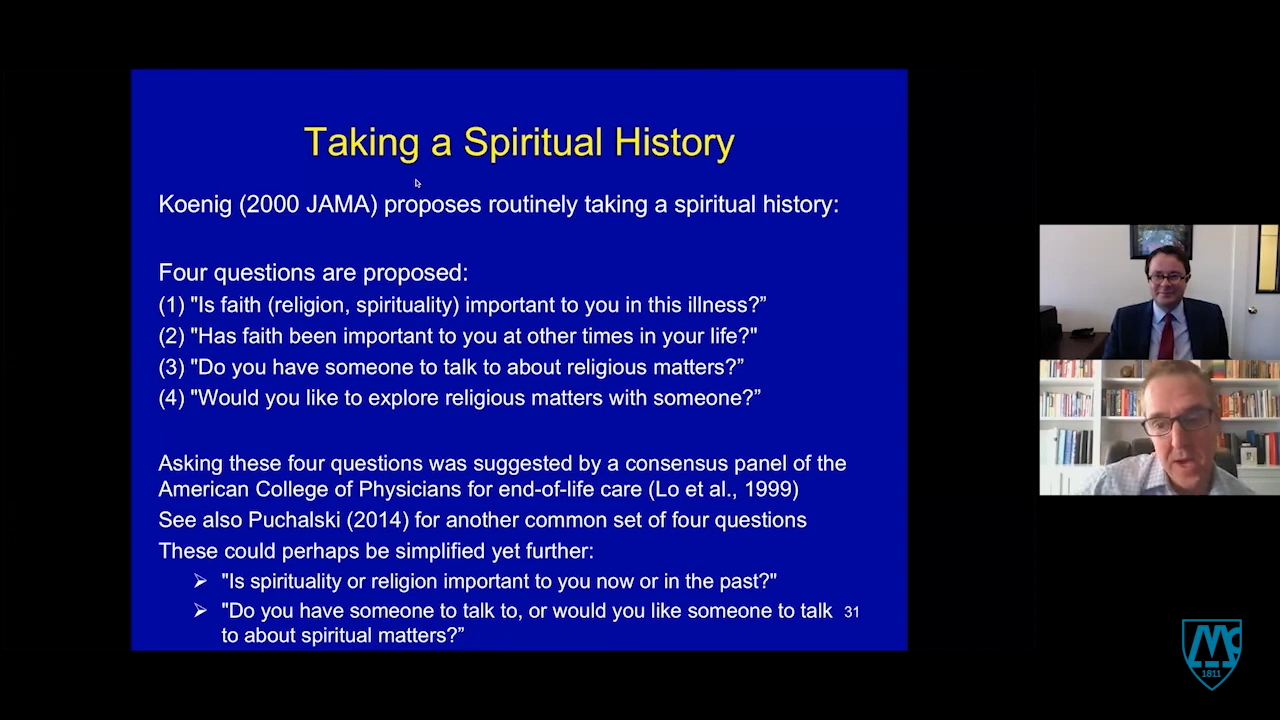 Taking a Spiritual History
Koenig (2000 JAMA) proposes routinely taking a spiritual history:
Four questions are proposed:
(1) "Is faith (religion, spirituality) important to you in this illness?”
(2) "Has faith been important to you at other times in your life?"
(3) "Do you have someone to talk to about religious matters?”
(4) "Would you like to explore religious matters with someone?”
Asking these four questions was suggested by a consensus panel of the
American College of Physicians for end-of-life care (Lo et al., 1999)
See also Puchalski (2014) for another common set of four questions
These could perhaps be simplified yet further:
"Is spirituality or religion important to you now or in the past?"
"Do you have someone to talk to, or would you like someone to talk
to about spiritual matters?”
31
1811